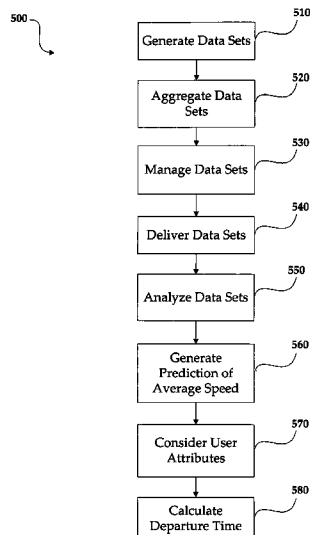 500
510
Generate Data Sets
520
Aggregate Data
Sets
530
Manage Data Sets
540
Deliver Data Sets
550
Analyze Data Sets
560
Generate
Prediction of
Average Speed
570
Consider User
Attributes
580
Calculate
Departure Time